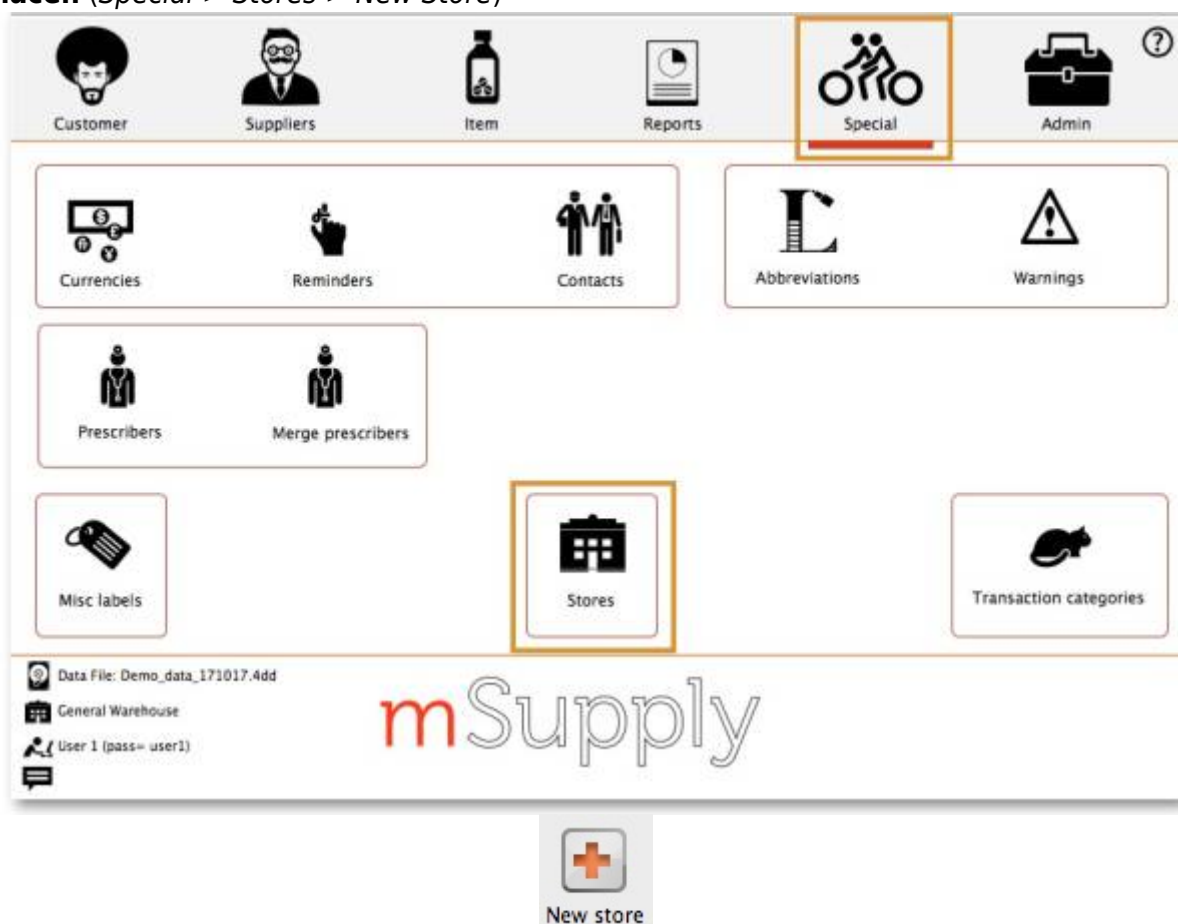 (Special > Stores > New Store)
Customer Suppliers Item Reports Special Admin ?
Currencies Reminders Contacts Abbreviations Warnings
Prescribers Merge prescribers
Misc labels Stores Transaction categories
Data File: Demo_data_171017.4dd
General Warehouse
User 1 (pass= user1)
mSupply
New store